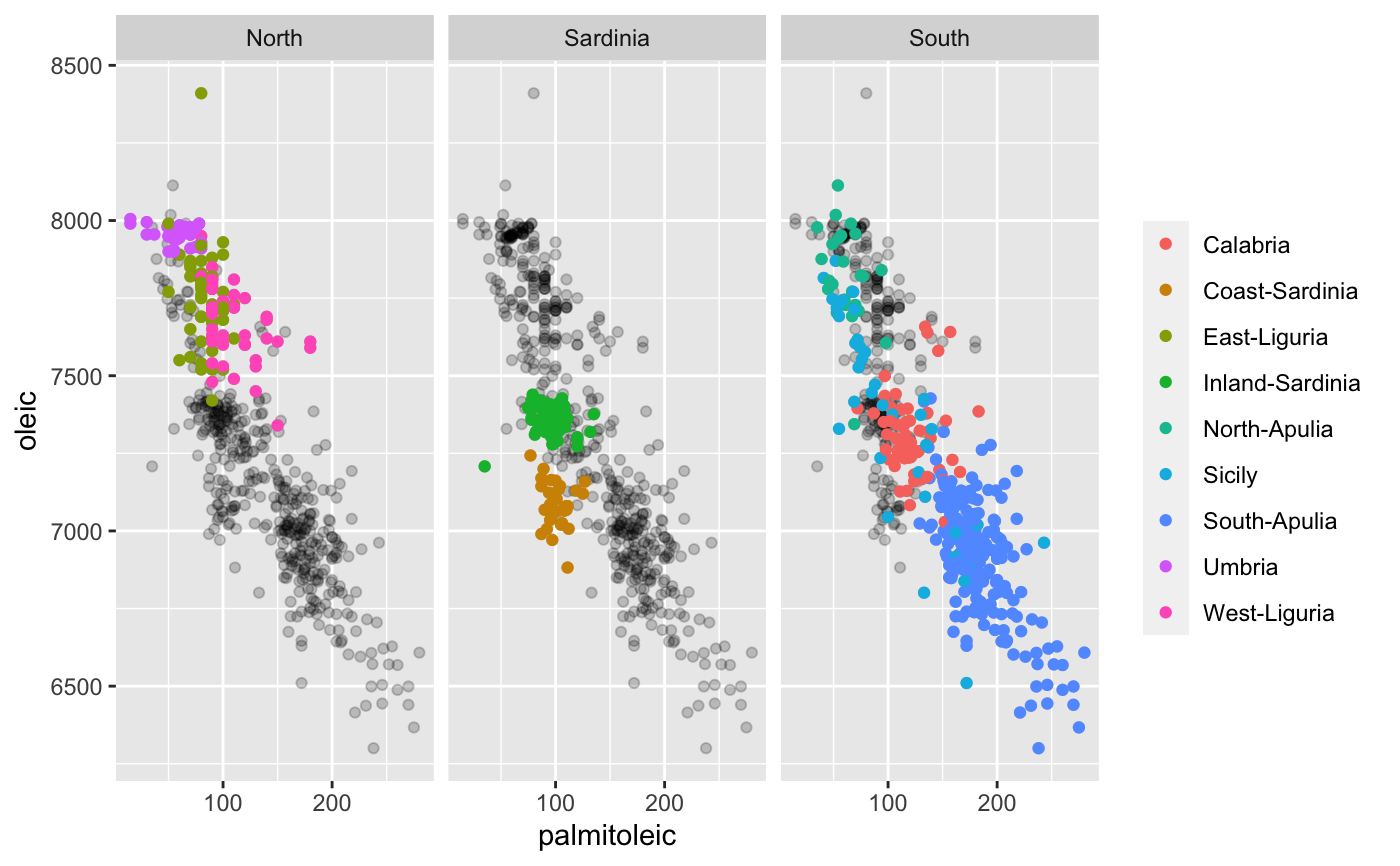 North Sardinia South
8500
8000
7500
7000
6500
oleic
100 200 100 200 100 200
palmitoleic
Calabria
Coast-Sardinia
East-Liguria
Inland-Sardinia
North-Apulia
Sicily
South-Apulia
Umbria
West-Liguria